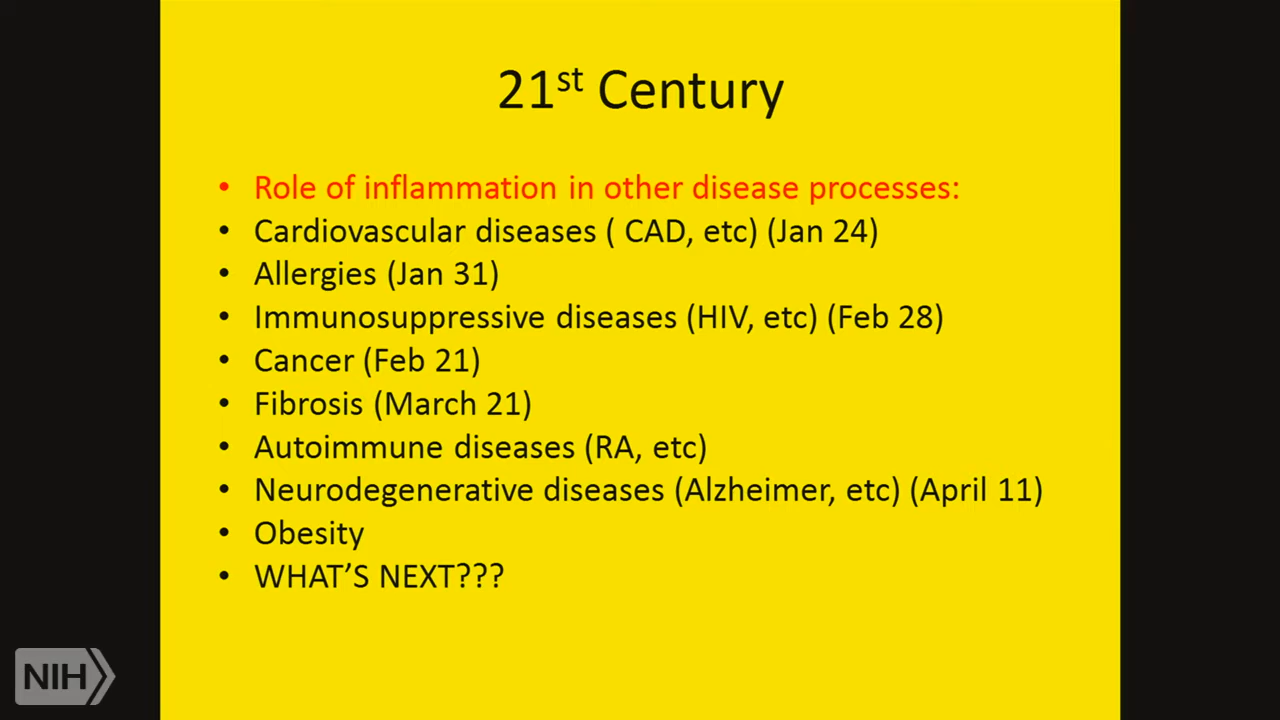 21st Century
• Role of inflammation in other disease processes:
• Cardiovascular diseases ( CAD, etc) (Jan 24)
• Allergies (Jan 31)
• Immunosuppressive diseases (HIV, etc) (Feb 28)
• Cancer (Feb 21)
• Fibrosis (March 21)
• Autoimmune diseases (RA, etc)
• Neurodegenerative diseases (Alzheimer, etc) (April 11)
• Obesity
• WHAT’S NEXT???
NIH